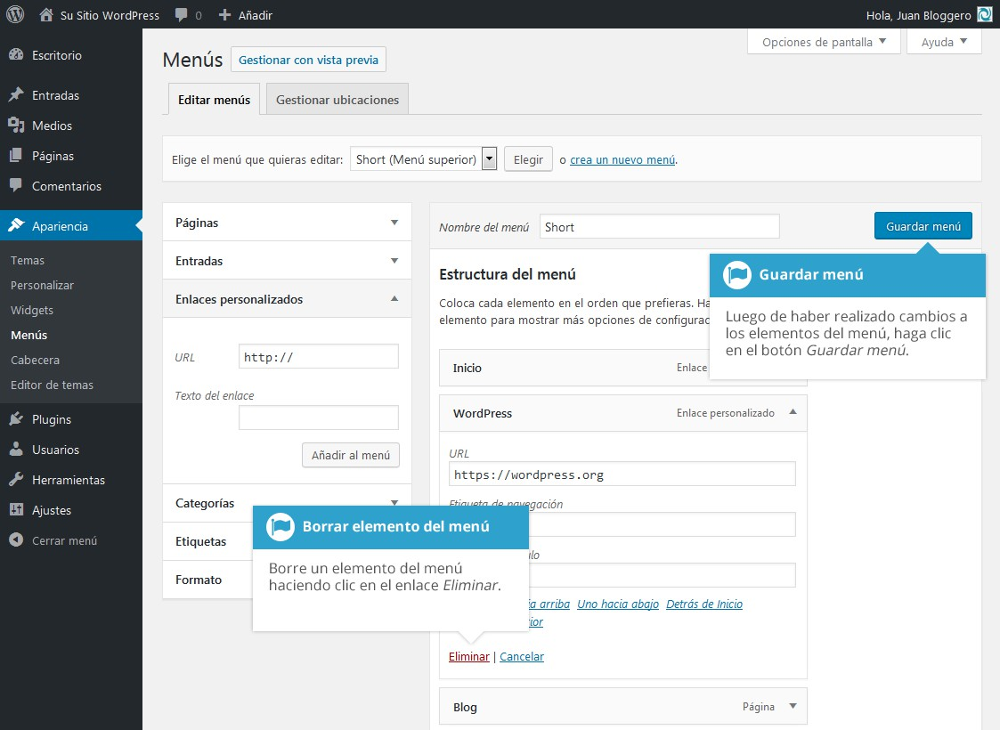 Su Sitio WordPress 0 Añadir Hola, Juan Bloggero
Opciones de pantalla Ayuda
Escritorio
Entradas
Medios
Páginas
Comentarios
Apariencia
Temas
Personalizar
Widgets
Menús
Cabecera
Editor de temas
Plugins
Usuarios
Herramientas
Ajustes
Cerrar menú
Menús Gestionar con vista previa
Editar menús Gestionar ubicaciones
Elige el menú que quieras editar: Short (Menú superior) Elegir o crea un nuevo menú.
Páginas
Entradas
Enlaces personalizados
URL http://
Texto del enlace
Añadir al menú
Categorías
Etiquetas
Formato
Nombre del menú Short Guardar menú
Estructura del menú
Coloca cada elemento en el orden que prefieras. Ha
elemento para mostrar más opciones de configurac
Guardar menú
Luego de haber realizado cambios a
los elementos del menú, haga clic
en el botón Guardar menú.
Inicio Enlace
WordPress Enlace personalizado
URL
https://wordpress.org
Etiqueta de navegación
ulo
ia arriba Uno hacia abajo Detrás de Inicio
rior
Borrar elemento del menú
Borre un elemento del menú
haciendo clic en el enlace Eliminar.
Eliminar | Cancelar
Blog Página